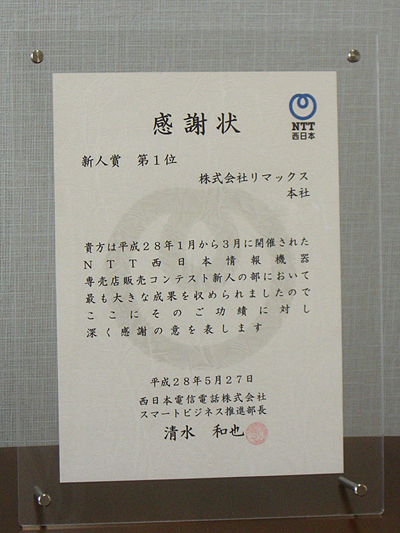 NTT
西日本
感謝状
新人賞 第1位
株式会社リマックス
本社
貴方は平成28年1月から3月に開催された
NTT西日本情報機器
専売店販売コンテスト新人の部において
最も大きな成果を収められましたので
ここにそのご功績に対し
深く感謝の意を表します
平成28年5月27日
西日本電信電話株式会社
スマートビジネス推進部長
清水 和也